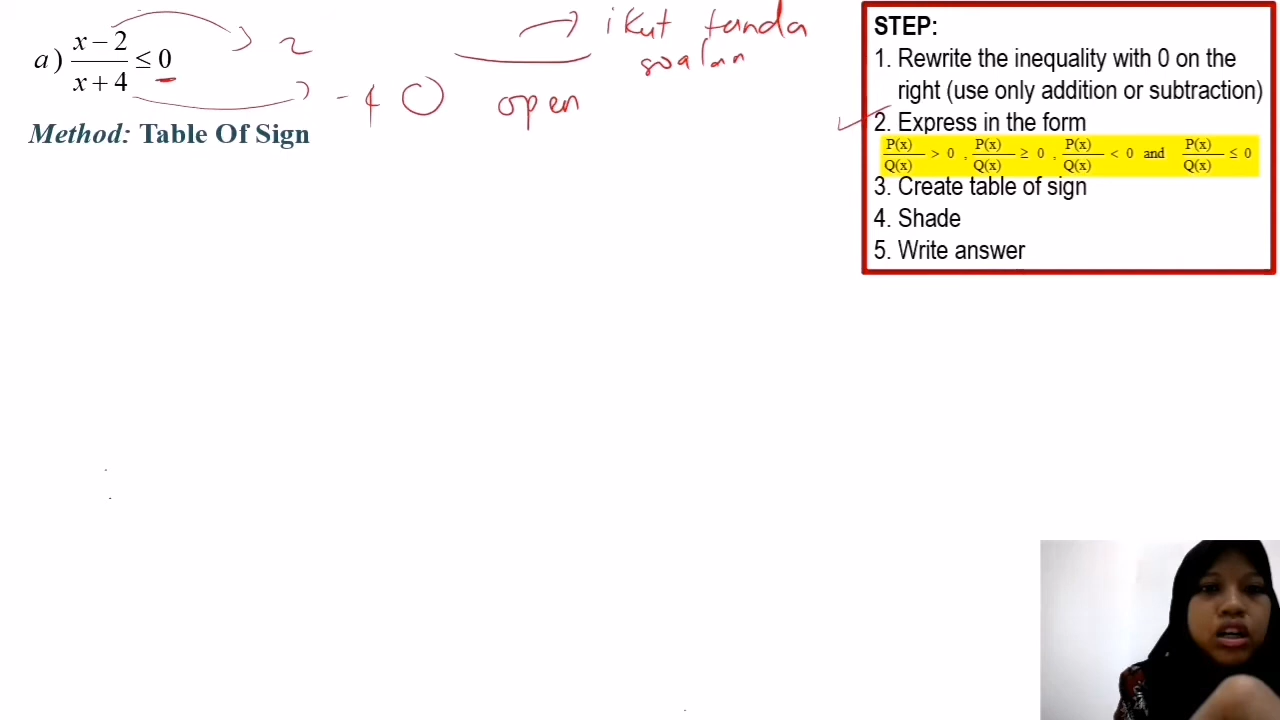 a) x − 2 / x + 4 ≤ 0
2
-4 open
ikut tanda
soalan
Method: Table Of Sign
STEP:
1. Rewrite the inequality with 0 on the
right (use only addition or subtraction)
2. Express in the form
P(x)/Q(x) > 0 , P(x)/Q(x) ≥ 0 , P(x)/Q(x) < 0 and P(x)/Q(x) ≤ 0
3. Create table of sign
4. Shade
5. Write answer